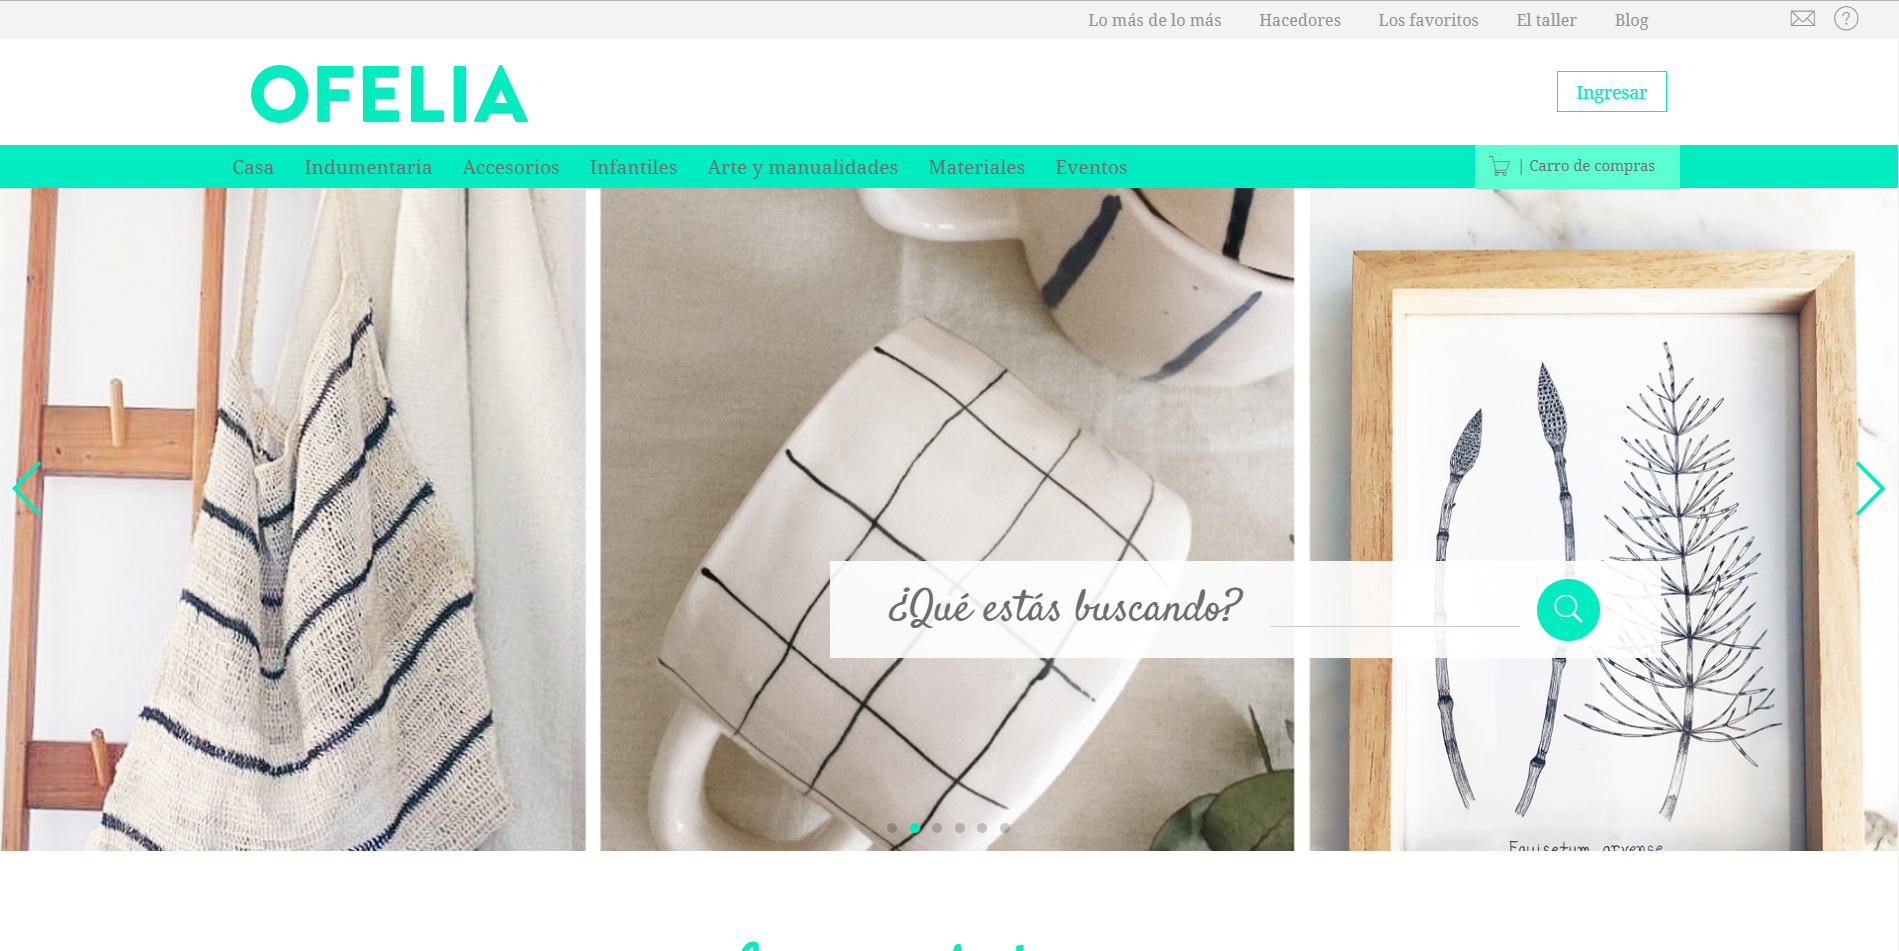 Lo más de lo más Hacedores Los favoritos El taller Blog
OFELIA
Ingresar
Casa Indumentaria Accesorios Infantiles Arte y manualidades Materiales Eventos | Carro de compras
¿Qué estás buscando?
Equisetum arvense